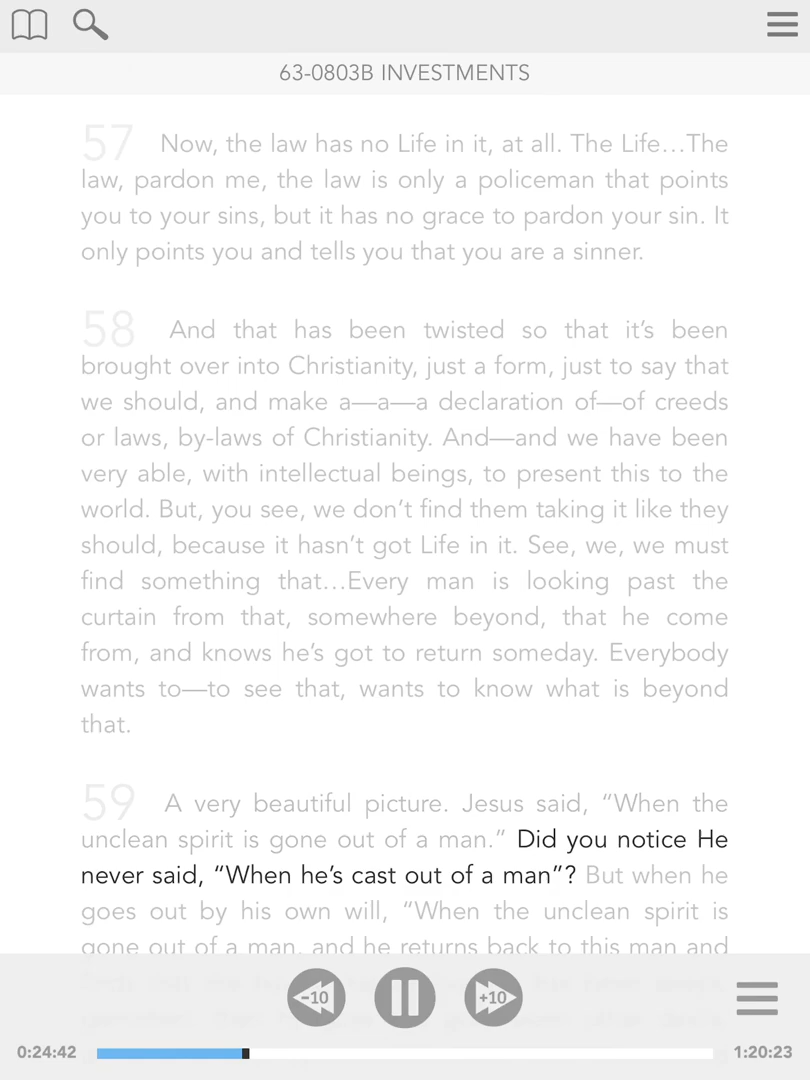 63-0803B INVESTMENTS
57 Now, the law has no Life in it, at all. The Life…The
law, pardon me, the law is only a policeman that points
you to your sins, but it has no grace to pardon your sin. It
only points you and tells you that you are a sinner.
58 And that has been twisted so that it’s been
brought over into Christianity, just a form, just to say that
we should, and make a—a—a declaration of—of creeds
or laws, by-laws of Christianity. And—and we have been
very able, with intellectual beings, to present this to the
world. But, you see, we don’t find them taking it like they
should, because it hasn’t got Life in it. See, we, we must
find something that…Every man is looking past the
curtain from that, somewhere beyond, that he come
from, and knows he’s got to return someday. Everybody
wants to—to see that, wants to know what is beyond
that.
59 A very beautiful picture. Jesus said, “When the
unclean spirit is gone out of a man.” Did you notice He
never said, “When he’s cast out of a man”? But when he
goes out by his own will, “When the unclean spirit is
gone out of a man, and he returns back to this man and
-10 +10
0:24:42 1:20:23